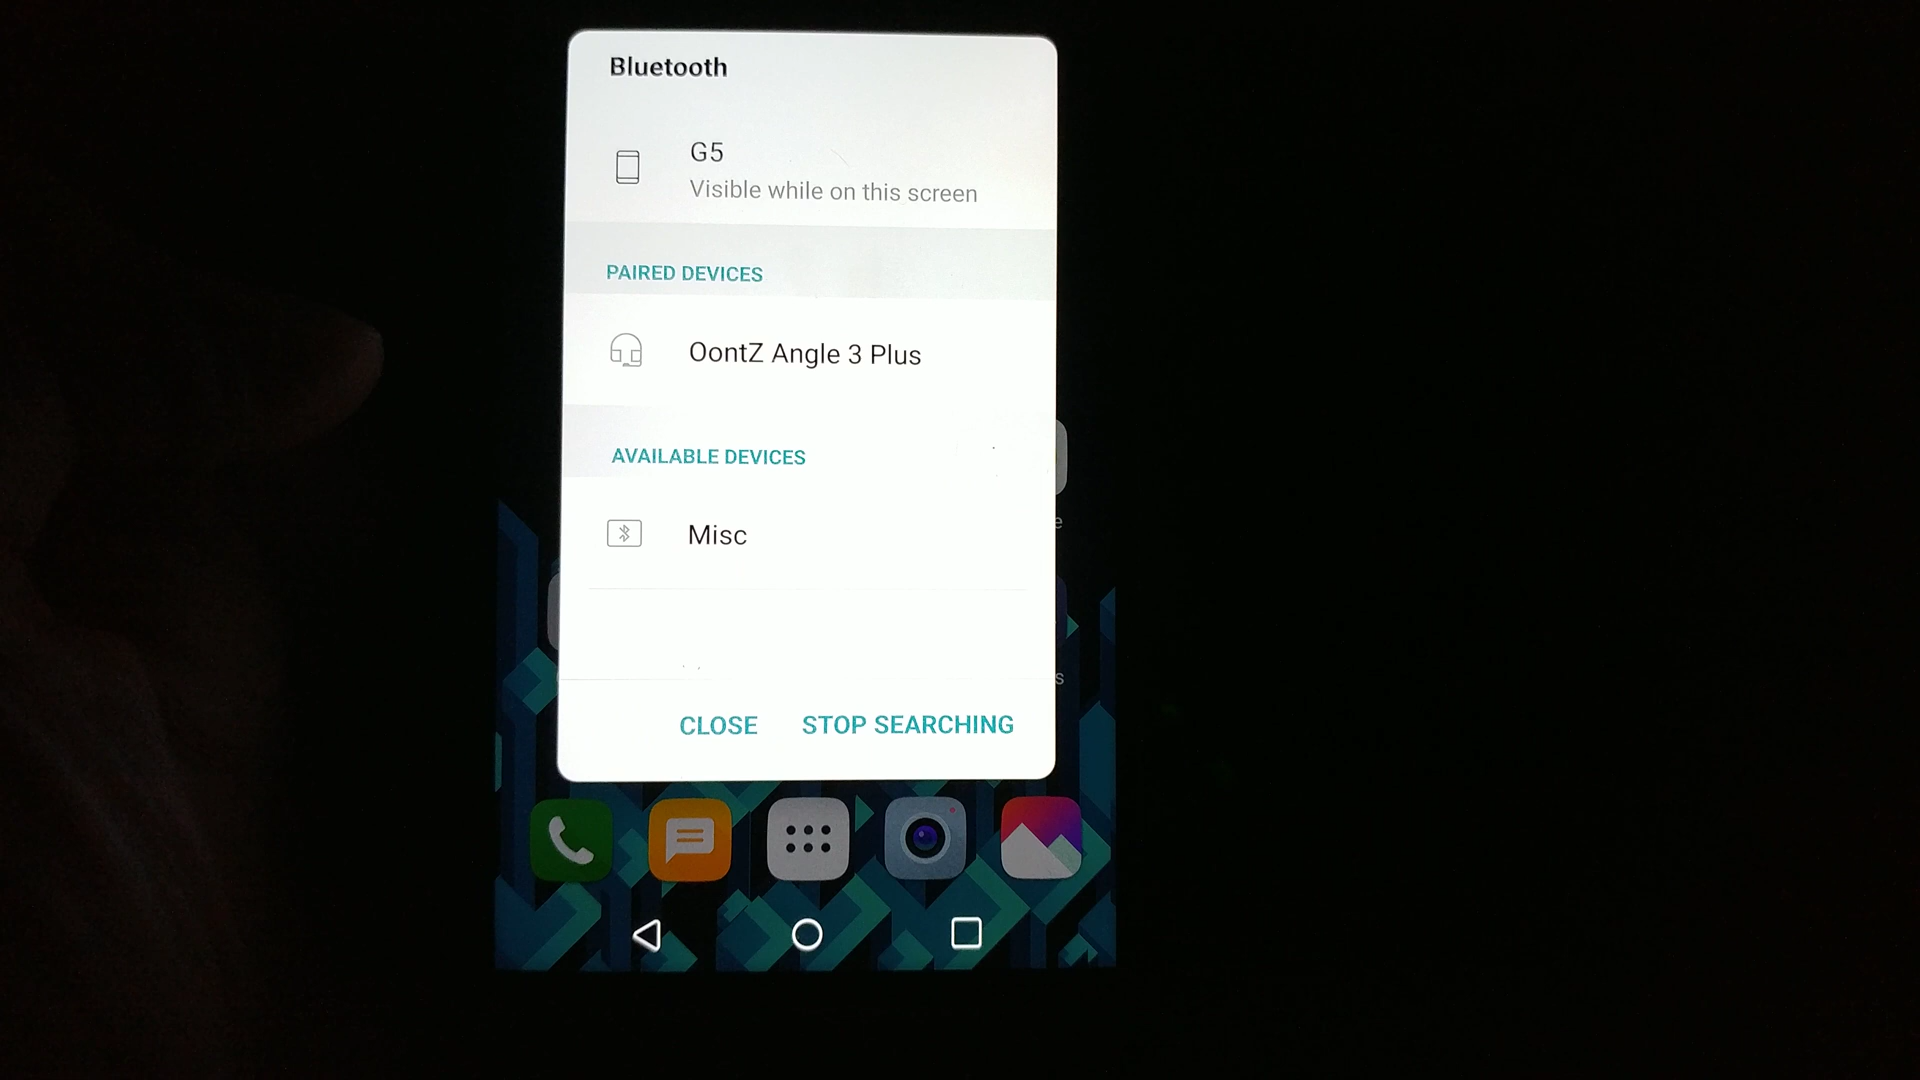 Bluetooth
G5
Visible while on this screen
PAIRED DEVICES
OontZ Angle 3 Plus
AVAILABLE DEVICES
Misc
CLOSE STOP SEARCHING